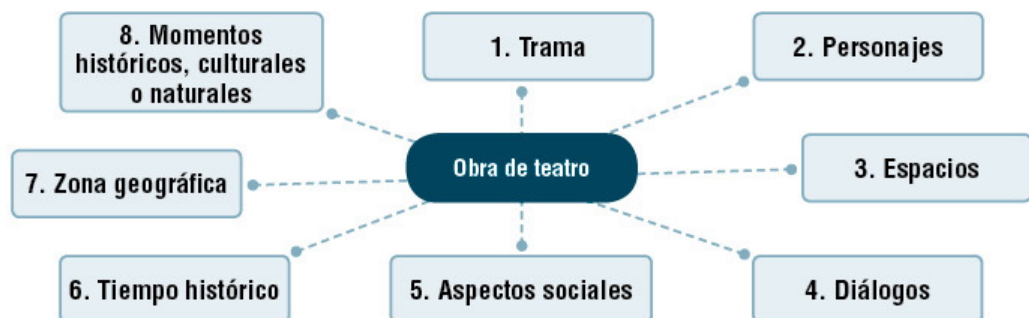 8. Momentos
históricos, culturales
o naturales
1. Trama
2. Personajes
Obra de teatro
7. Zona geográfica
3. Espacios
6. Tiempo histórico
5. Aspectos sociales
4. Diálogos